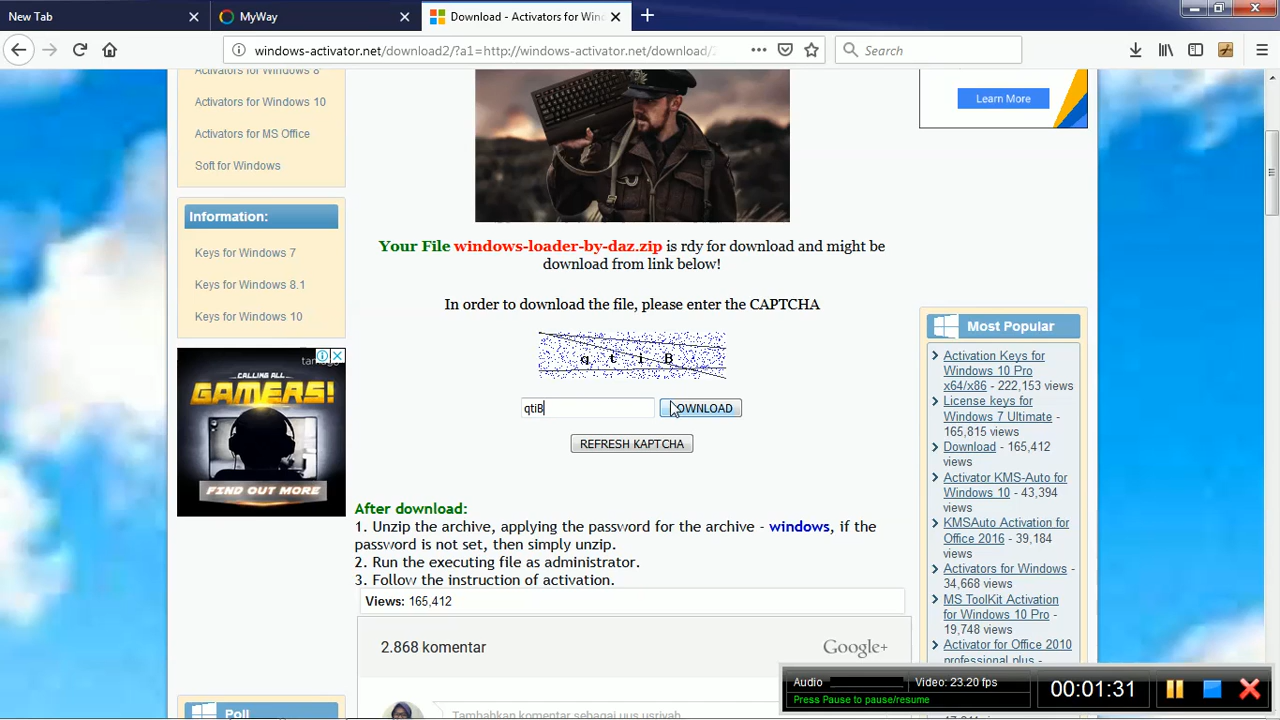 New Tab
MyWay
Download - Activators for Win
windows-activator.net/download2/?a1=http://windows-activator.net/download/
Search
Activators for Windows 8
Activators for Windows 10
Activators for MS Office
Soft for Windows
Information:
Keys for Windows 7
Keys for Windows 8.1
Keys for Windows 10
CALLING ALL
GAMERS!
FIND OUT MORE
Poll
Your File windows-loader-by-daz.zip is rdy for download and might be
download from link below!
In order to download the file, please enter the CAPTCHA
q t i B
qtiB
DOWNLOAD
REFRESH KAPTCHA
After download:
1. Unzip the archive, applying the password for the archive - windows, if the
password is not set, then simply unzip.
2. Run the executing file as administrator.
3. Follow the instruction of activation.
Views: 165,412
2.868 komentar
Google+
Tambahkan komentar sebagai uus usriyah
Learn More
Most Popular
Activation Keys for
Windows 10 Pro
x64/x86 - 222,153 views
License keys for
Windows 7 Ultimate -
165,815 views
Download - 165,412
views
Activator KMS-Auto for
Windows 10 - 43,394
views
KMSAuto Activation for
Office 2016 - 39,184
views
Activators for Windows -
34,668 views
MS ToolKit Activation
for Windows 10 Pro -
19,748 views
Activator for Office 2010
professional plus -
Audio
Video: 23.20 fps
Press Pause to pause/resume
00:01:31